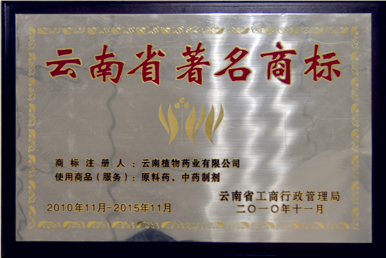 云南省著名商标
商标注册人：云南植物药业有限公司
使用商品（服务）：原料药、中药制剂
云南省工商行政管理局
2010年11月-2015年11月
二〇一〇年十一月